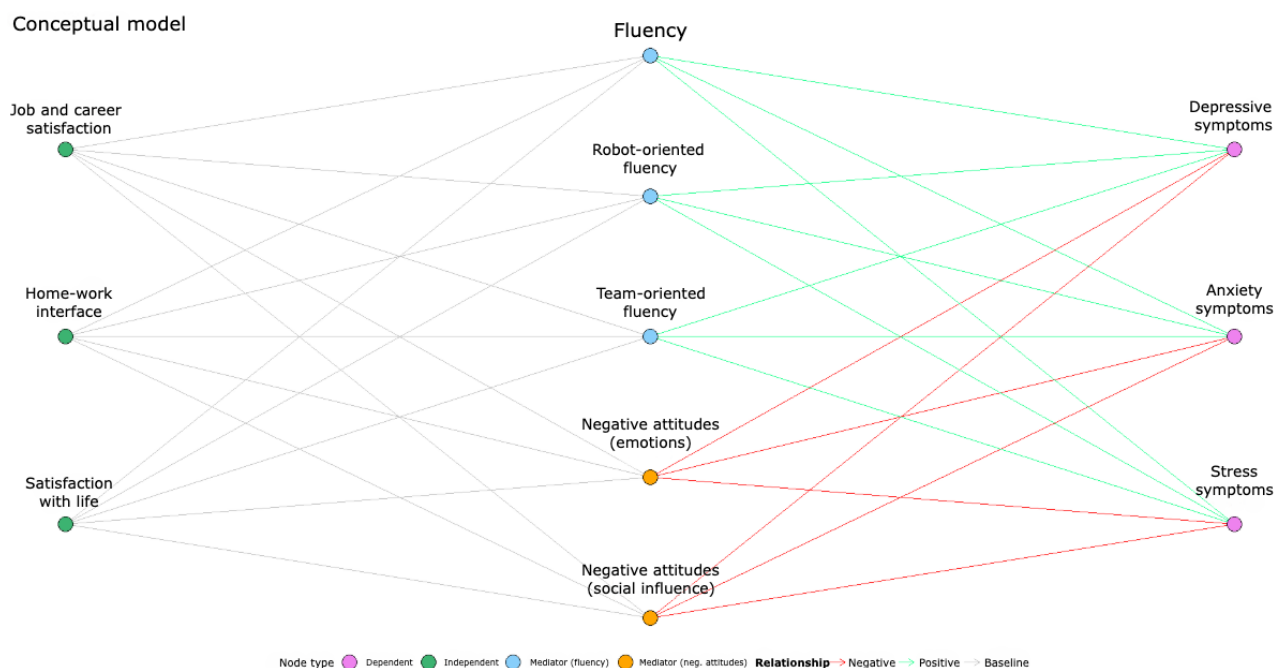 Conceptual model
Fluency
Job and career
satisfaction
Depressive
symptoms
Robot-oriented
fluency
Home-work
interface
Team-oriented
fluency
Anxiety
symptoms
Negative attitudes
(emotions)
Satisfaction
with life
Stress
symptoms
Negative attitudes
(social influence)
Node type Dependent Independent Mediator (fluency) Mediator (neg. attitudes) Relationship Negative Positive Baseline